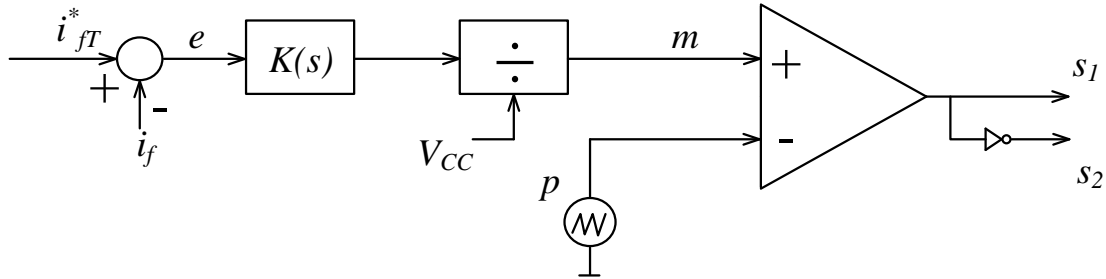 i*fT
e
K(s)
÷
m
+
s1
+
-
-
if
VCC
p
s2